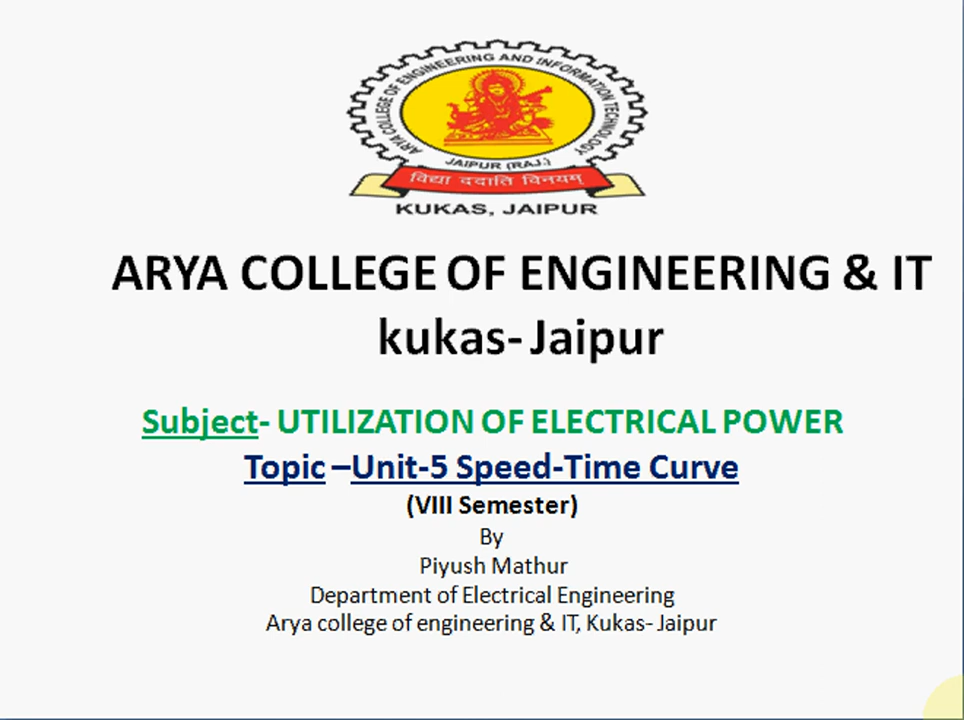 ARYA COLLEGE OF ENGINEERING AND INFORMATION TECHNOLOGY
JAIPUR (RAJ.)
विद्या ददाति विनयम्
KUKAS, JAIPUR
ARYA COLLEGE OF ENGINEERING & IT
kukas- Jaipur
Subject- UTILIZATION OF ELECTRICAL POWER
Topic –Unit-5 Speed-Time Curve
(VIII Semester)
By
Piyush Mathur
Department of Electrical Engineering
Arya college of engineering & IT, Kukas- Jaipur